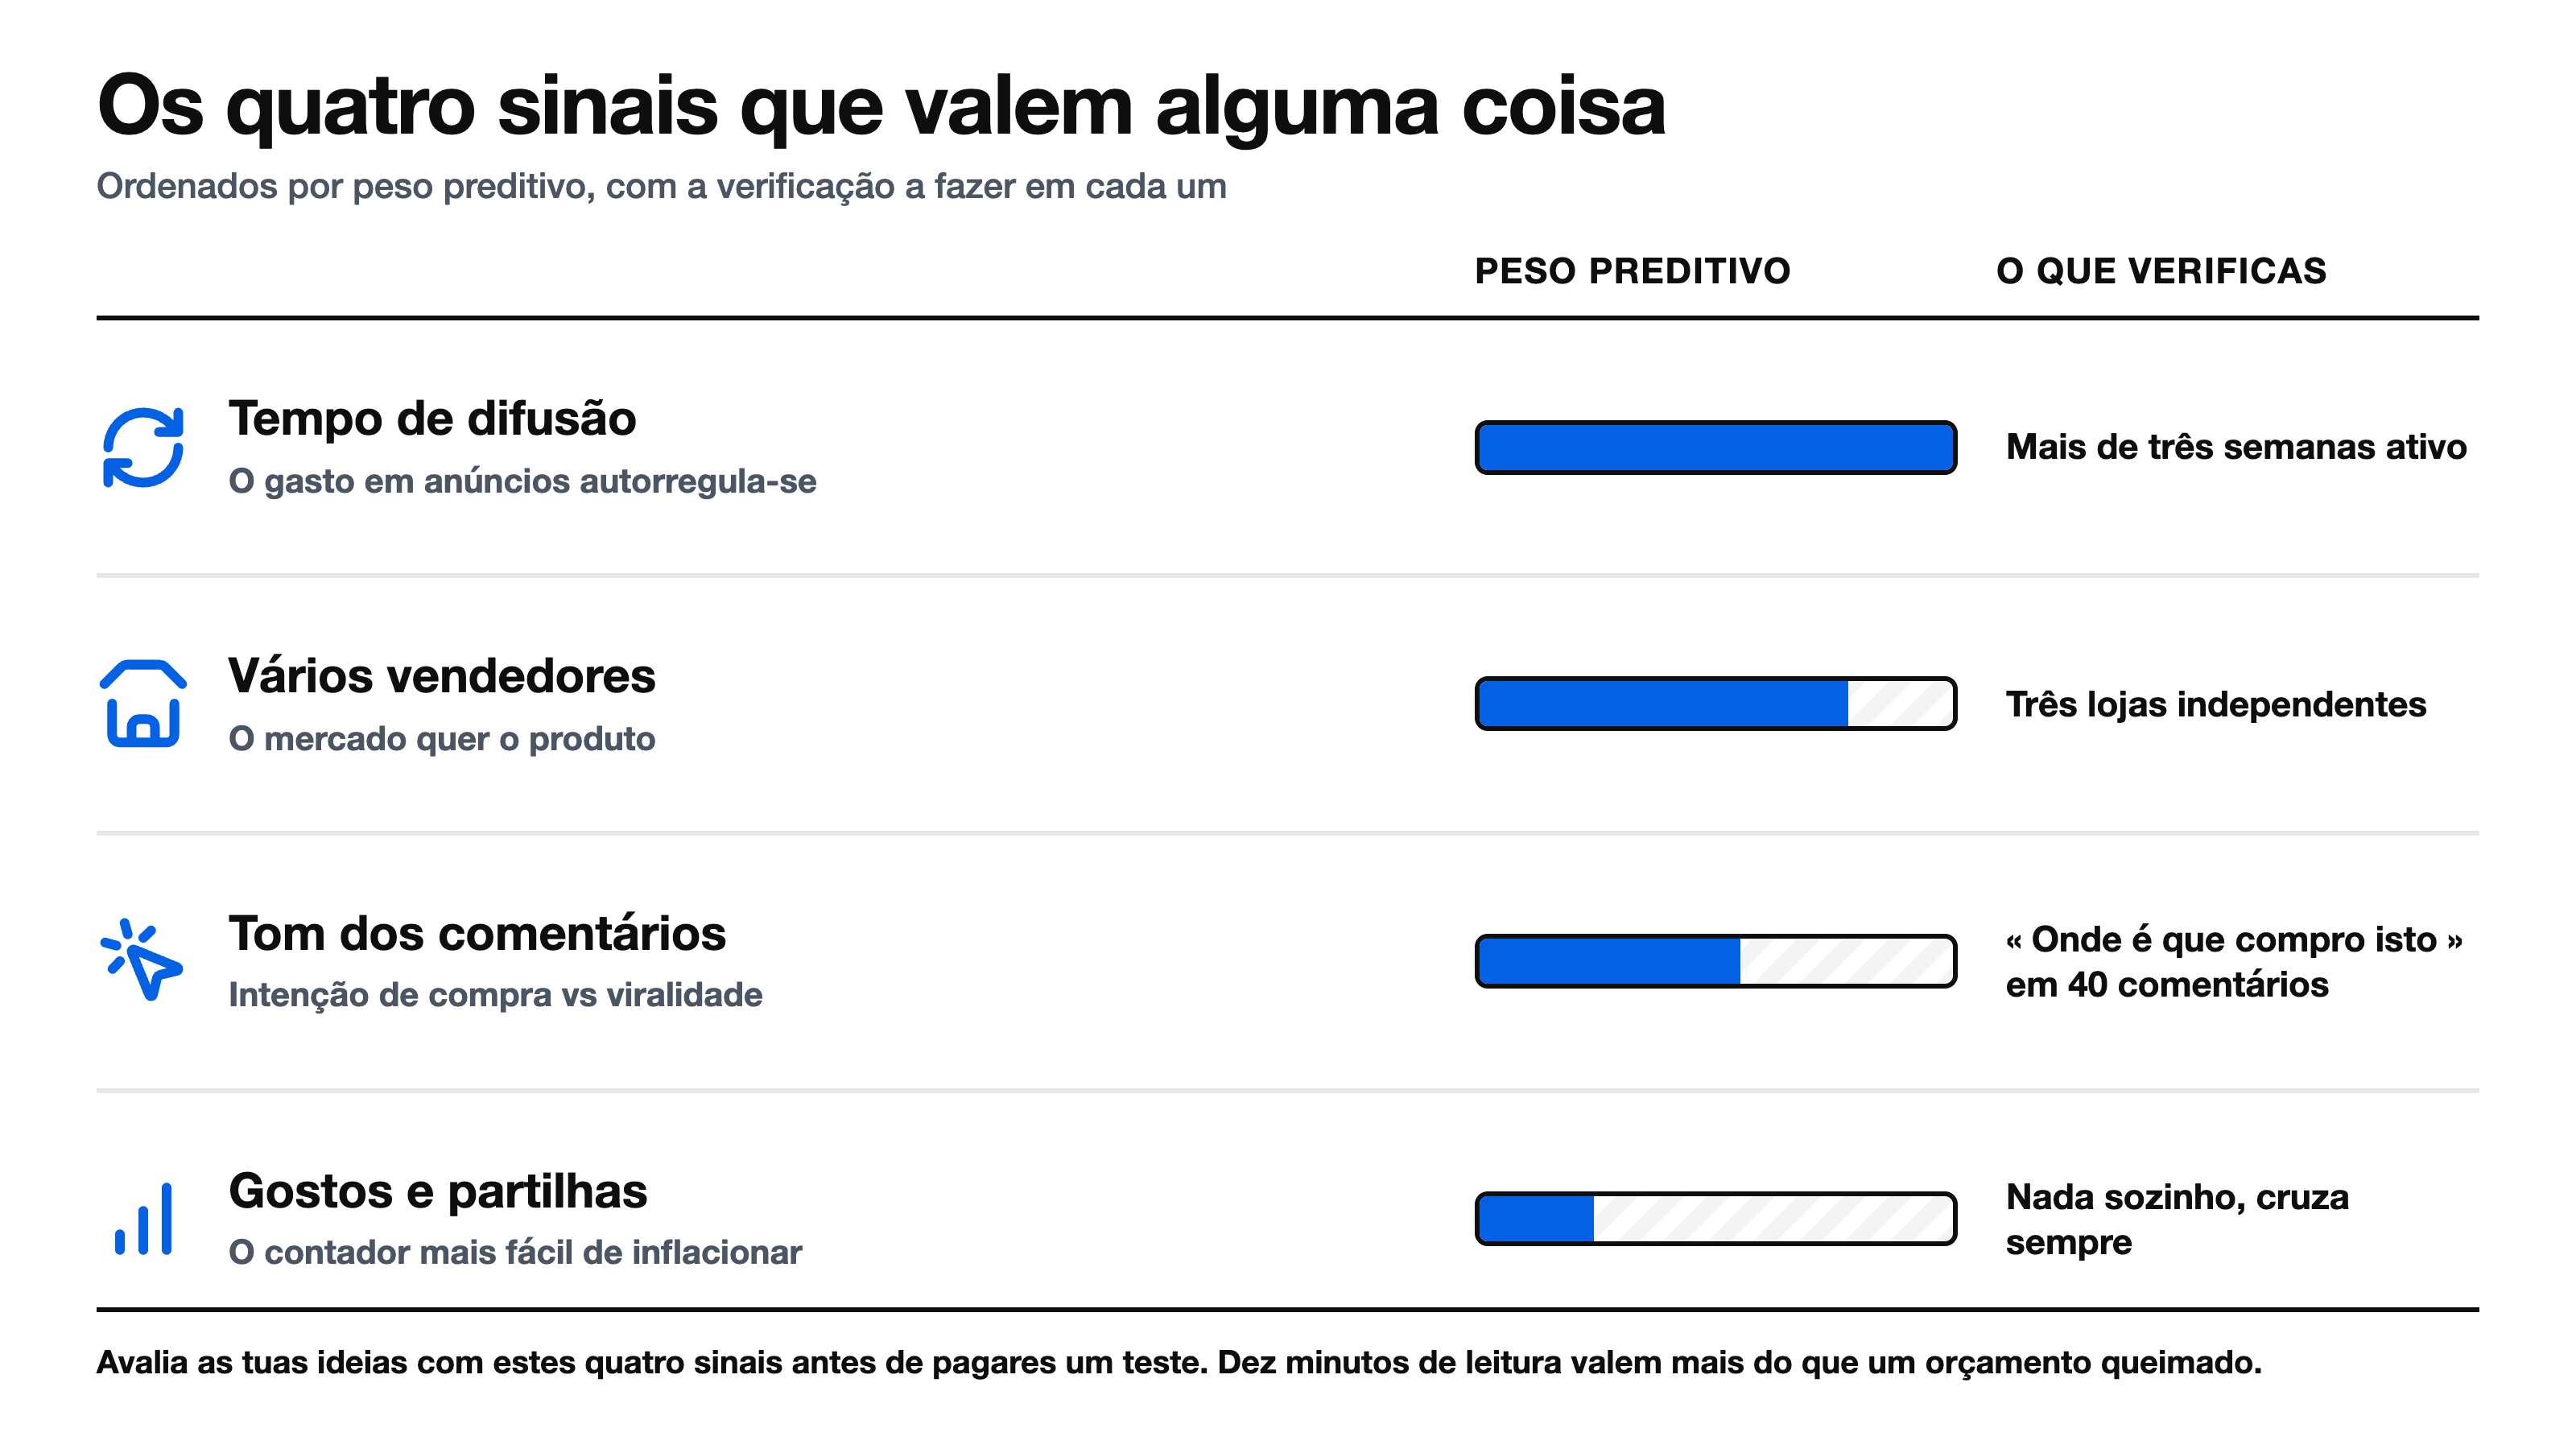 Os quatro sinais que valem alguma coisa
Ordenados por peso preditivo, com a verificação a fazer em cada um
PESO PREDITIVO
O QUE VERIFICAS
Tempo de difusão
O gasto em anúncios autorregula-se
Mais de três semanas ativo
Vários vendedores
O mercado quer o produto
Três lojas independentes
Tom dos comentários
Intenção de compra vs viralidade
« Onde é que compro isto »
em 40 comentários
Gostos e partilhas
O contador mais fácil de inflacionar
Nada sozinho, cruza
sempre
Avalia as tuas ideias com estes quatro sinais antes de pagares um teste. Dez minutos de leitura valem mais do que um orçamento queimado.